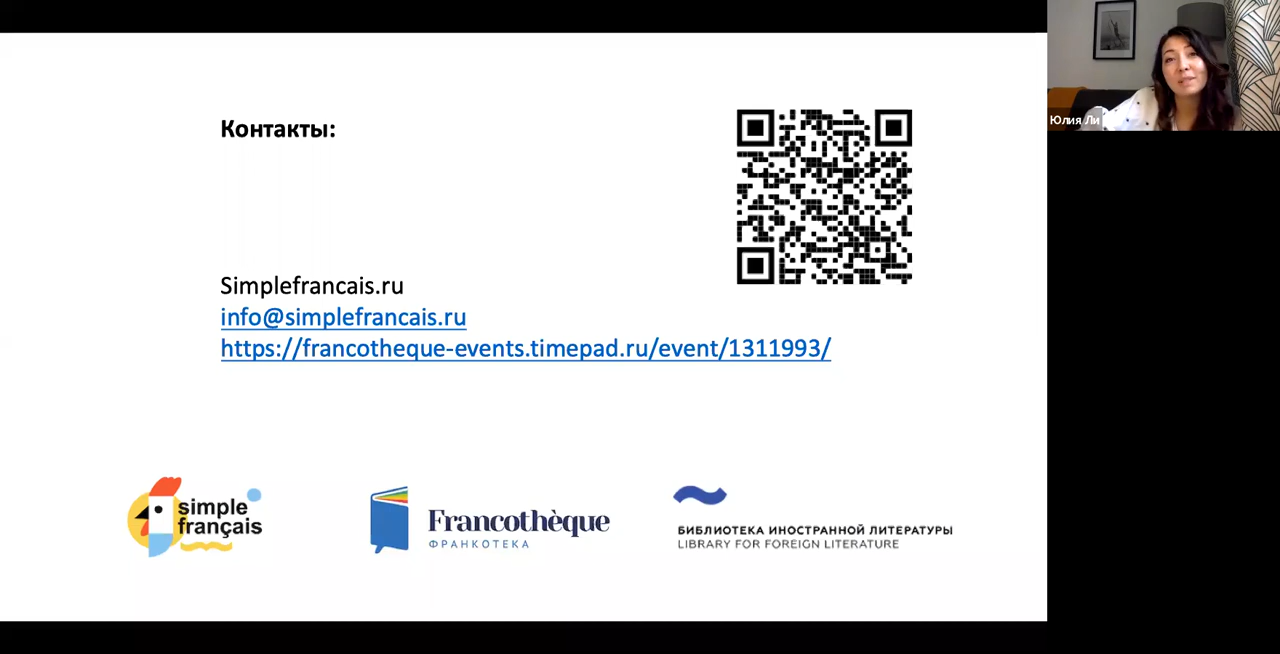 Контакты:
Юлия Ли
Simplefrancais.ru
info@simplefrancais.ru
https://francotheque-events.timepad.ru/event/1311993/
simple
français
Francothèque
ФРАНКОТЕКА
БИБЛИОТЕКА ИНОСТРАННОЙ ЛИТЕРАТУРЫ
LIBRARY FOR FOREIGN LITERATURE